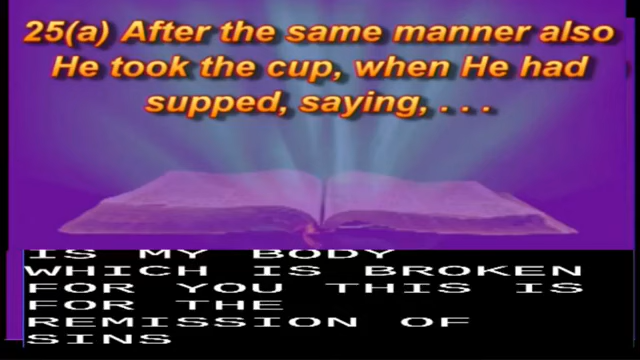 25(a) After the same manner also
He took the cup, when He had
supped, saying, . . .
IS MY BODY
WHICH IS BROKEN
FOR YOU THIS IS
FOR THE
REMISSION OF
SINS